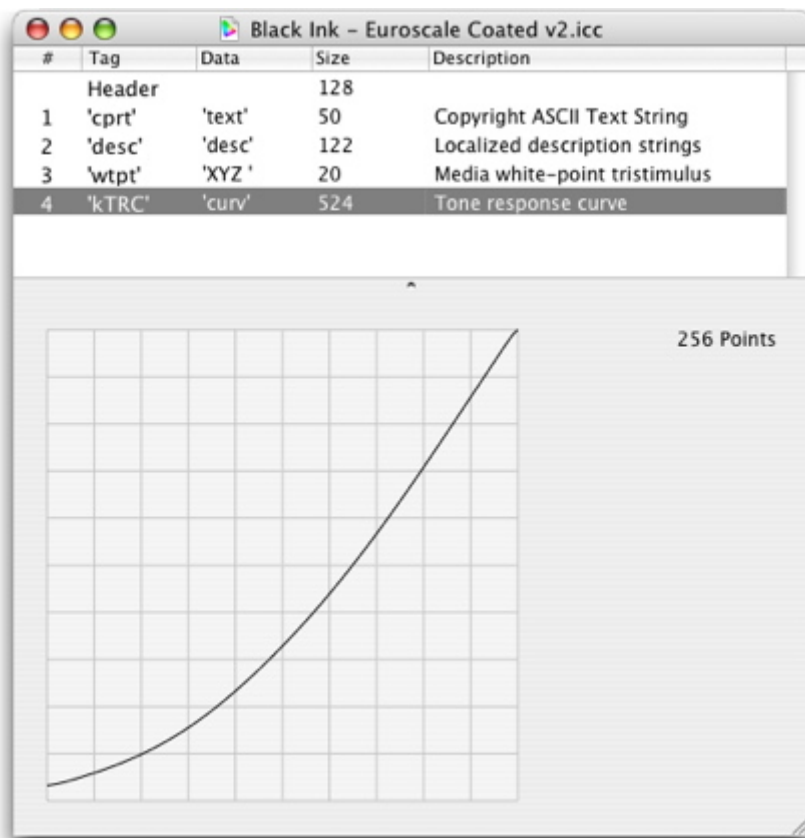 Black Ink – Euroscale Coated v2.icc
# Tag Data Size Description
Header 128
1 'cprt' 'text' 50 Copyright ASCII Text String
2 'desc' 'desc' 122 Localized description strings
3 'wtpt' 'XYZ ' 20 Media white-point tristimulus
4 'kTRC' 'curv' 524 Tone response curve
256 Points